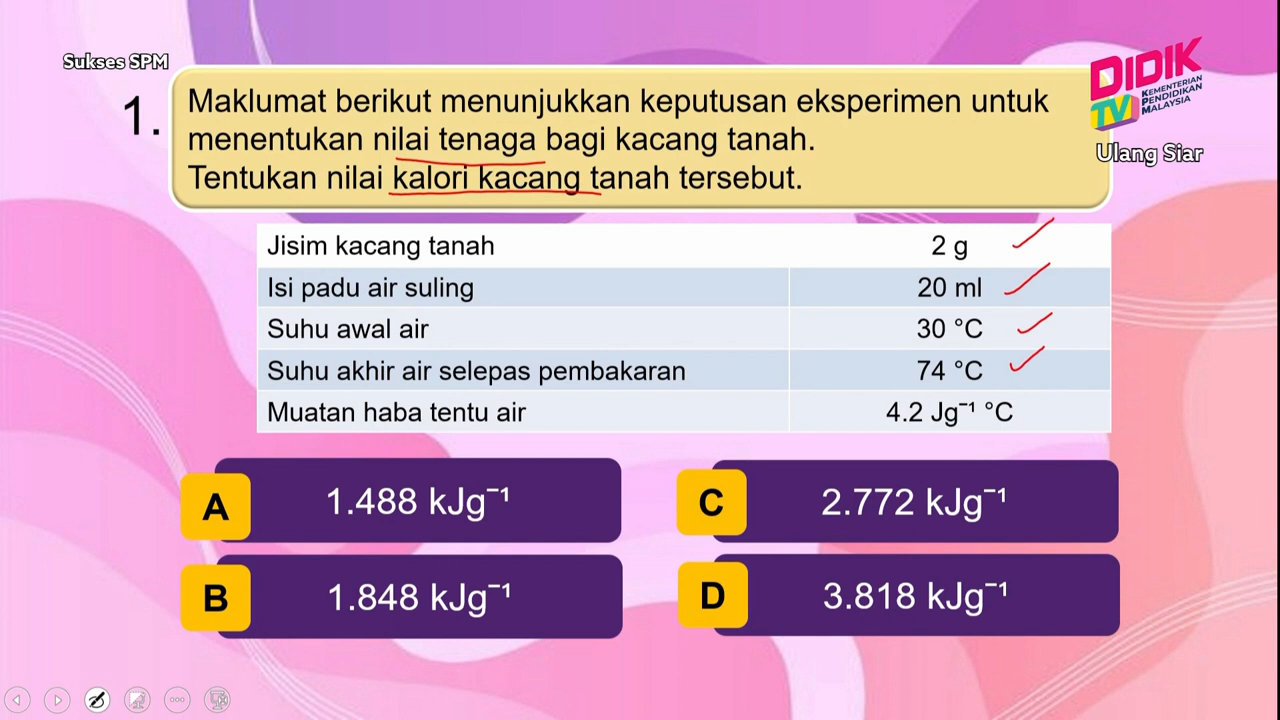 Sukses SPM
DIDIK
TV KEMENTERIAN
PENDIDIKAN
MALAYSIA
Ulang Siar
1. Maklumat berikut menunjukkan keputusan eksperimen untuk
menentukan nilai tenaga bagi kacang tanah.
Tentukan nilai kalori kacang tanah tersebut.
Jisim kacang tanah 2 g
Isi padu air suling 20 ml
Suhu awal air 30 °C
Suhu akhir air selepas pembakaran 74 °C
Muatan haba tentu air 4.2 Jg⁻¹ °C
A 1.488 kJg⁻¹
B 1.848 kJg⁻¹
C 2.772 kJg⁻¹
D 3.818 kJg⁻¹